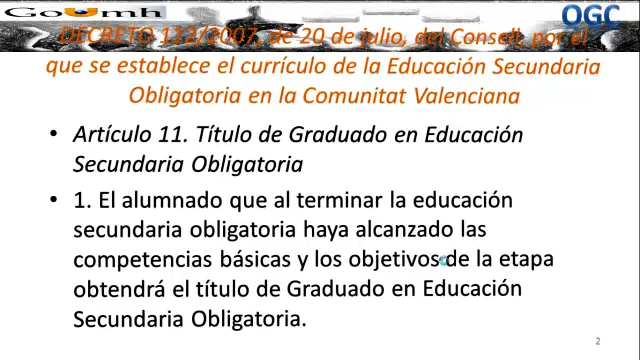 Goumh
OGC
DECRETO 112/2007, de 20 de julio, del Consell, por el
que se establece el currículo de la Educación Secundaria
Obligatoria en la Comunitat Valenciana
• Artículo 11. Título de Graduado en Educación
Secundaria Obligatoria
• 1. El alumnado que al terminar la educación
secundaria obligatoria haya alcanzado las
competencias básicas y los objetivos de la etapa
obtendrá el título de Graduado en Educación
Secundaria Obligatoria.
2